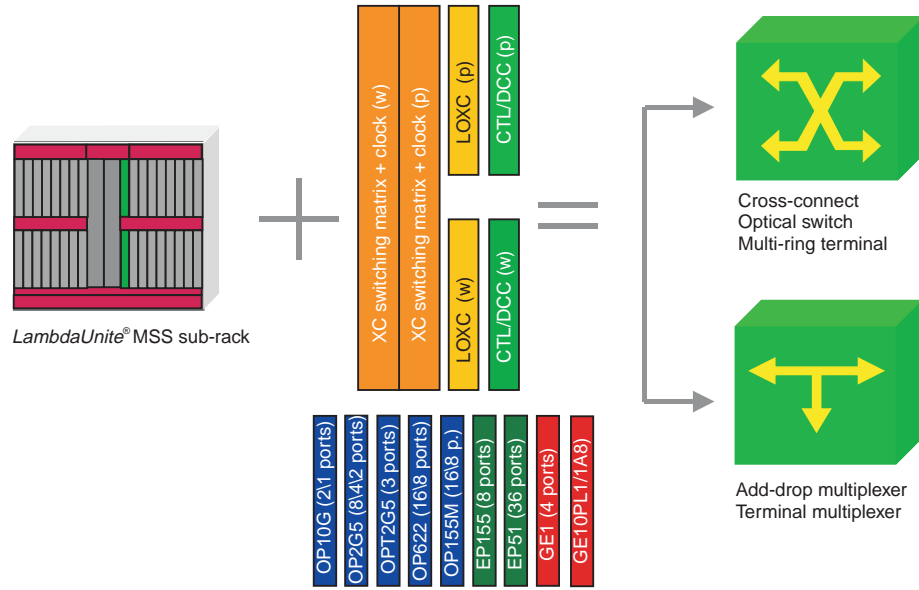 LambdaUnite® MSS sub-rack
XC switching matrix + clock (w)
XC switching matrix + clock (p)
LOXC (p)
CTL/DCC (p)
LOXC (w)
CTL/DCC (w)
OP10G (2\1 ports)
OP2G5 (8\4\2 ports)
OPT2G5 (3 ports)
OP622 (16\8 ports)
OP155M (16\8 p.)
EP155 (8 ports)
EP51 (36 ports)
GE1 (4 ports)
GE10PL1/1A8)
Cross-connect
Optical switch
Multi-ring terminal
Add-drop multiplexer
Terminal multiplexer